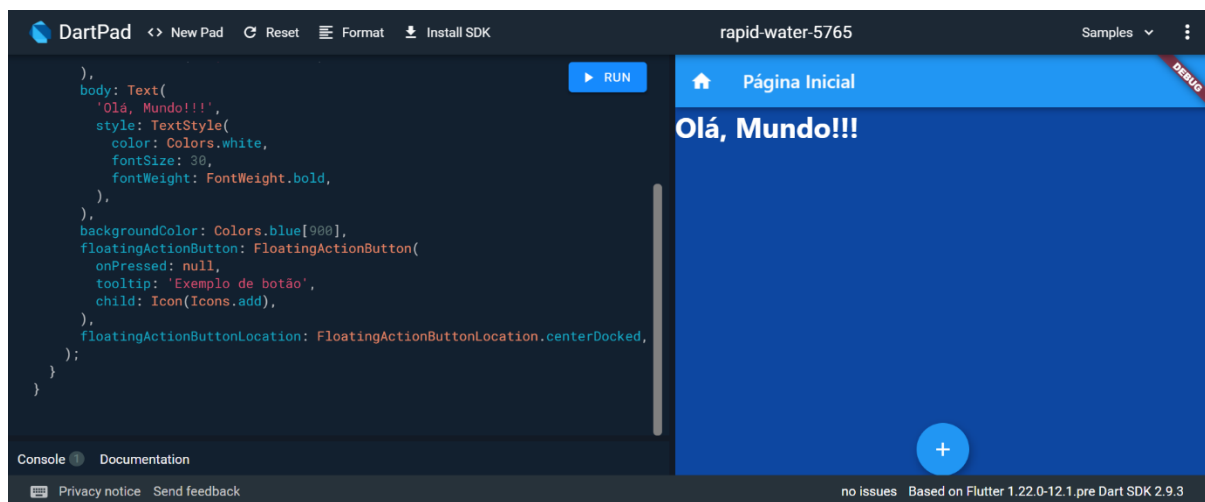 DartPad <> New Pad Reset Format Install SDK rapid-water-5765 Samples
),
RUN
body: Text(
'Olá, Mundo!!!',
style: TextStyle(
color: Colors.white,
fontSize: 30,
fontWeight: FontWeight.bold,
),
),
backgroundColor: Colors.blue[900],
floatingActionButton: FloatingActionButton(
onPressed: null,
tooltip: 'Exemplo de botão',
child: Icon(Icons.add),
),
floatingActionButtonLocation: FloatingActionButtonLocation.centerDocked,
);
}
}
Página Inicial
DEBUG
Olá, Mundo!!!
+
Console 1 Documentation
Privacy notice Send feedback
no issues Based on Flutter 1.22.0-12.1.pre Dart SDK 2.9.3